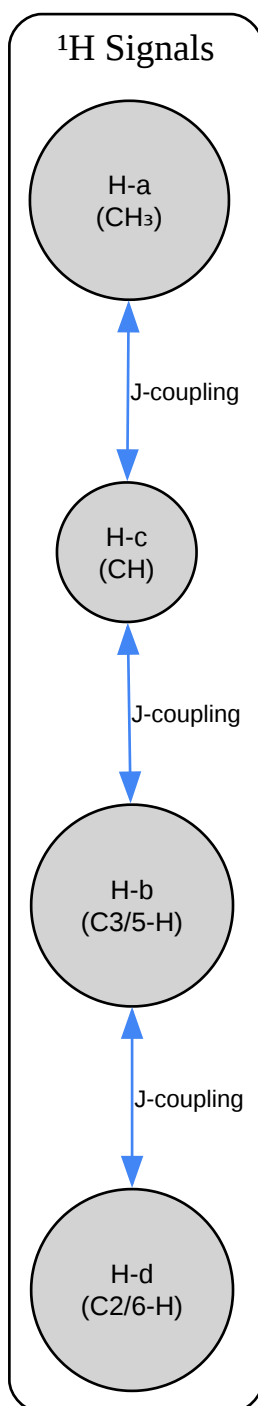 ¹H Signals
H-a
(CH₃)
J-coupling
H-c
(CH)
J-coupling
H-b
(C3/5-H)
J-coupling
H-d
(C2/6-H)